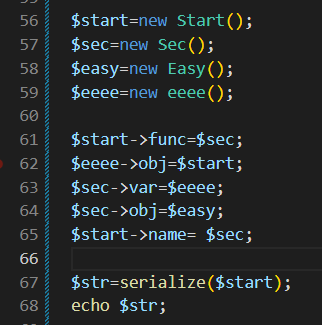 56 $start=new Start();
57 $sec=new Sec();
58 $easy=new Easy();
59 $eeee=new eeee();
60
61 $start->func=$sec;
62 $eeee->obj=$start;
63 $sec->var=$eeee;
64 $sec->obj=$easy;
65 $start->name= $sec;
66
67 $str=serialize($start);
68 echo $str;